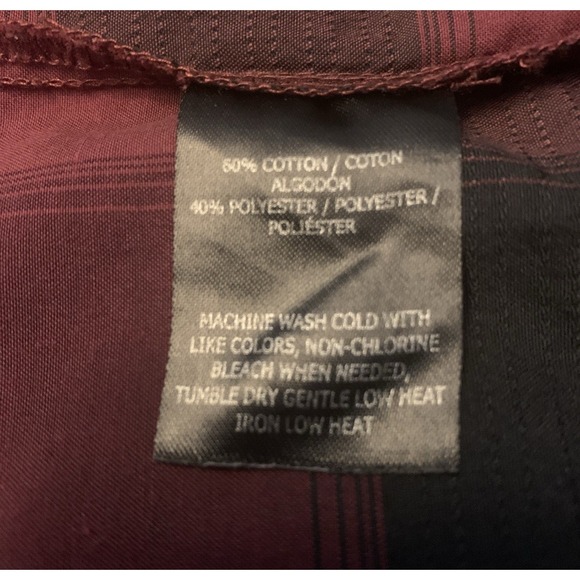 60% COTTON / COTON
ALGODÓN
40% POLYESTER / POLYESTER /
POLIÉSTER
MACHINE WASH COLD WITH
LIKE COLORS, NON-CHLORINE
BLEACH WHEN NEEDED,
TUMBLE DRY GENTLE LOW HEAT
IRON LOW HEAT